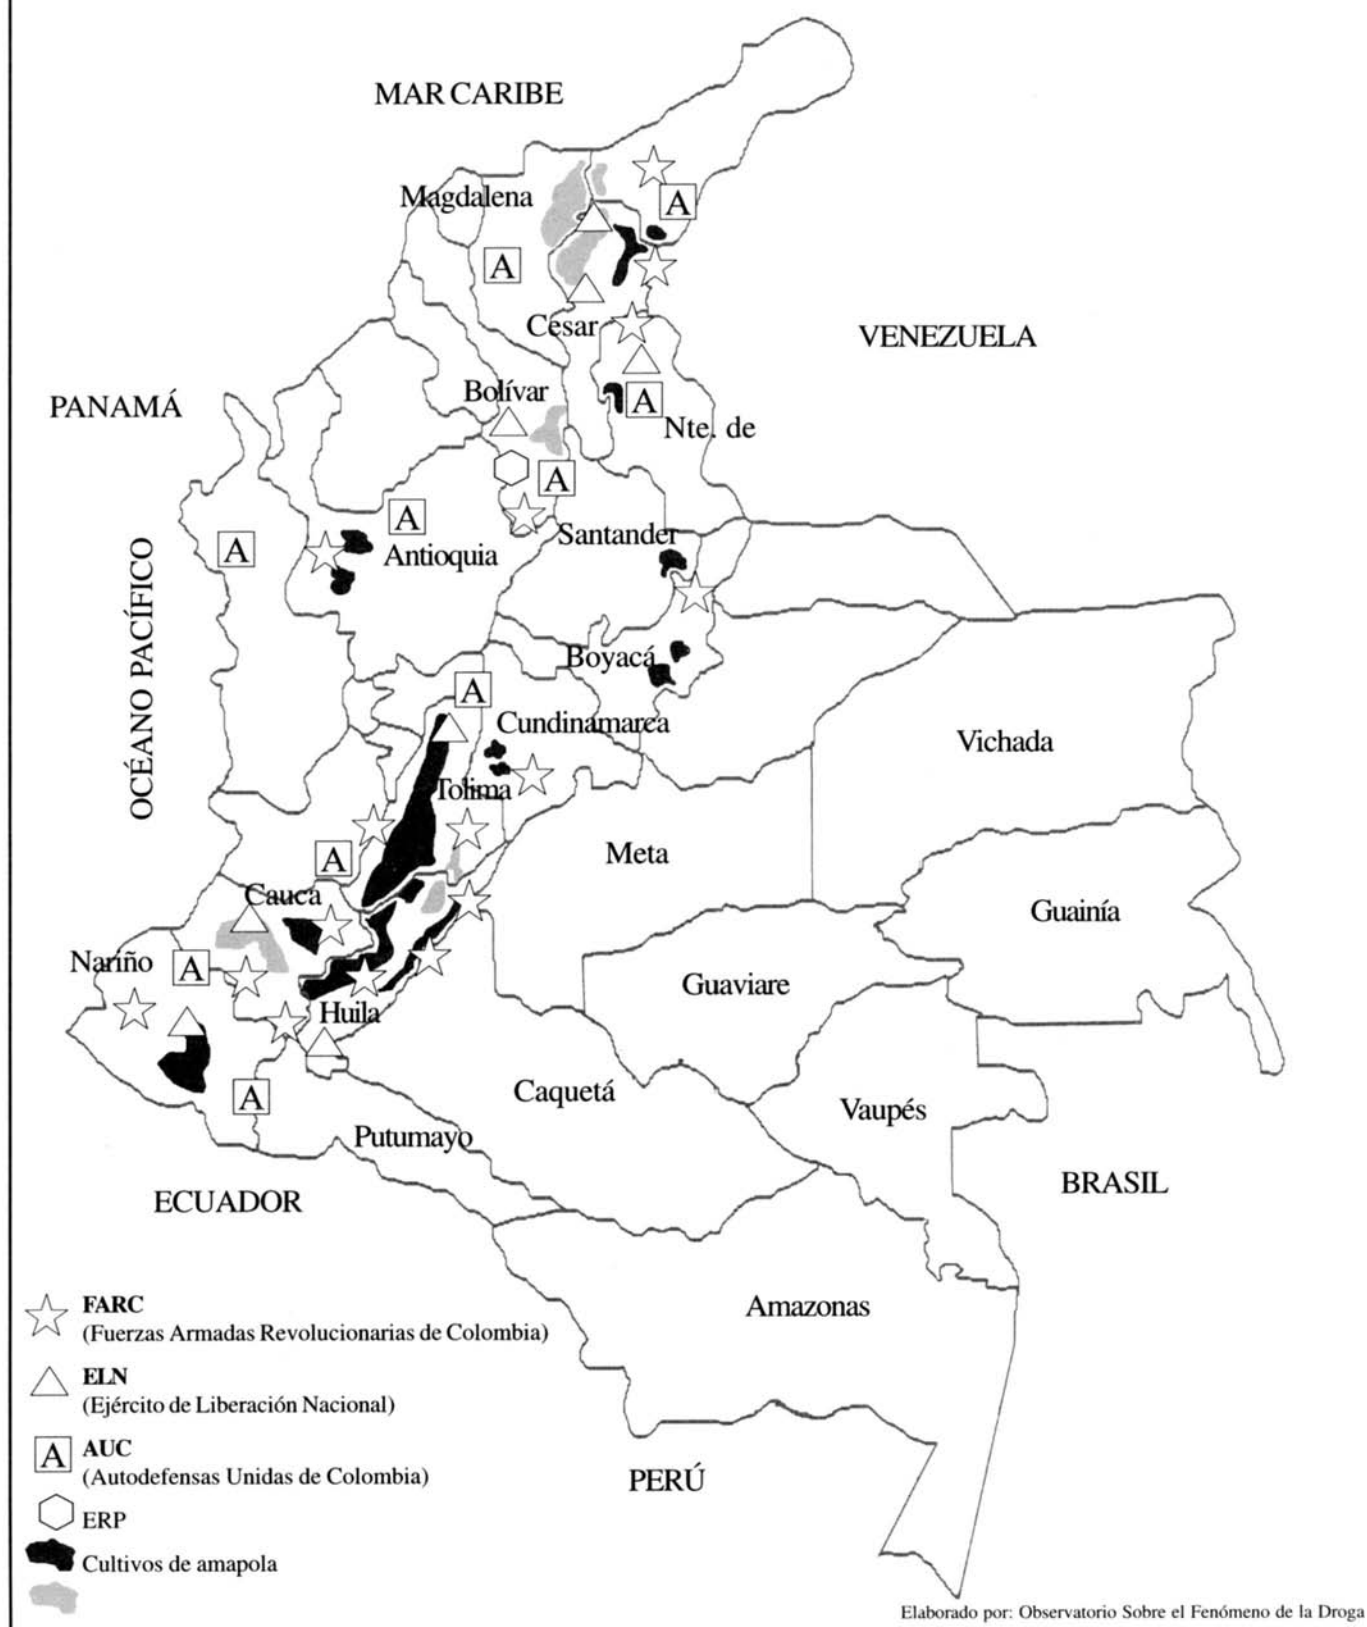 MAR CARIBE
Magdalena
A
A
Cesar
VENEZUELA
Bolívar
PANAMÁ
A
Nte. de
A
A
Santander
A
Antioquia
OCÉANO PACÍFICO
Boyacá
A
Cundinamarca
Vichada
Tolima
Meta
A
Cauca
Guainía
Nariño
A
Guaviare
Huila
Caquetá
A
Vaupés
Putumayo
BRASIL
ECUADOR
Amazonas
FARC
(Fuerzas Armadas Revolucionarias de Colombia)
ELN
(Ejército de Liberación Nacional)
A AUC
(Autodefensas Unidas de Colombia)
PERÚ
ERP
Cultivos de amapola
Elaborado por: Observatorio Sobre el Fenómeno de la Droga